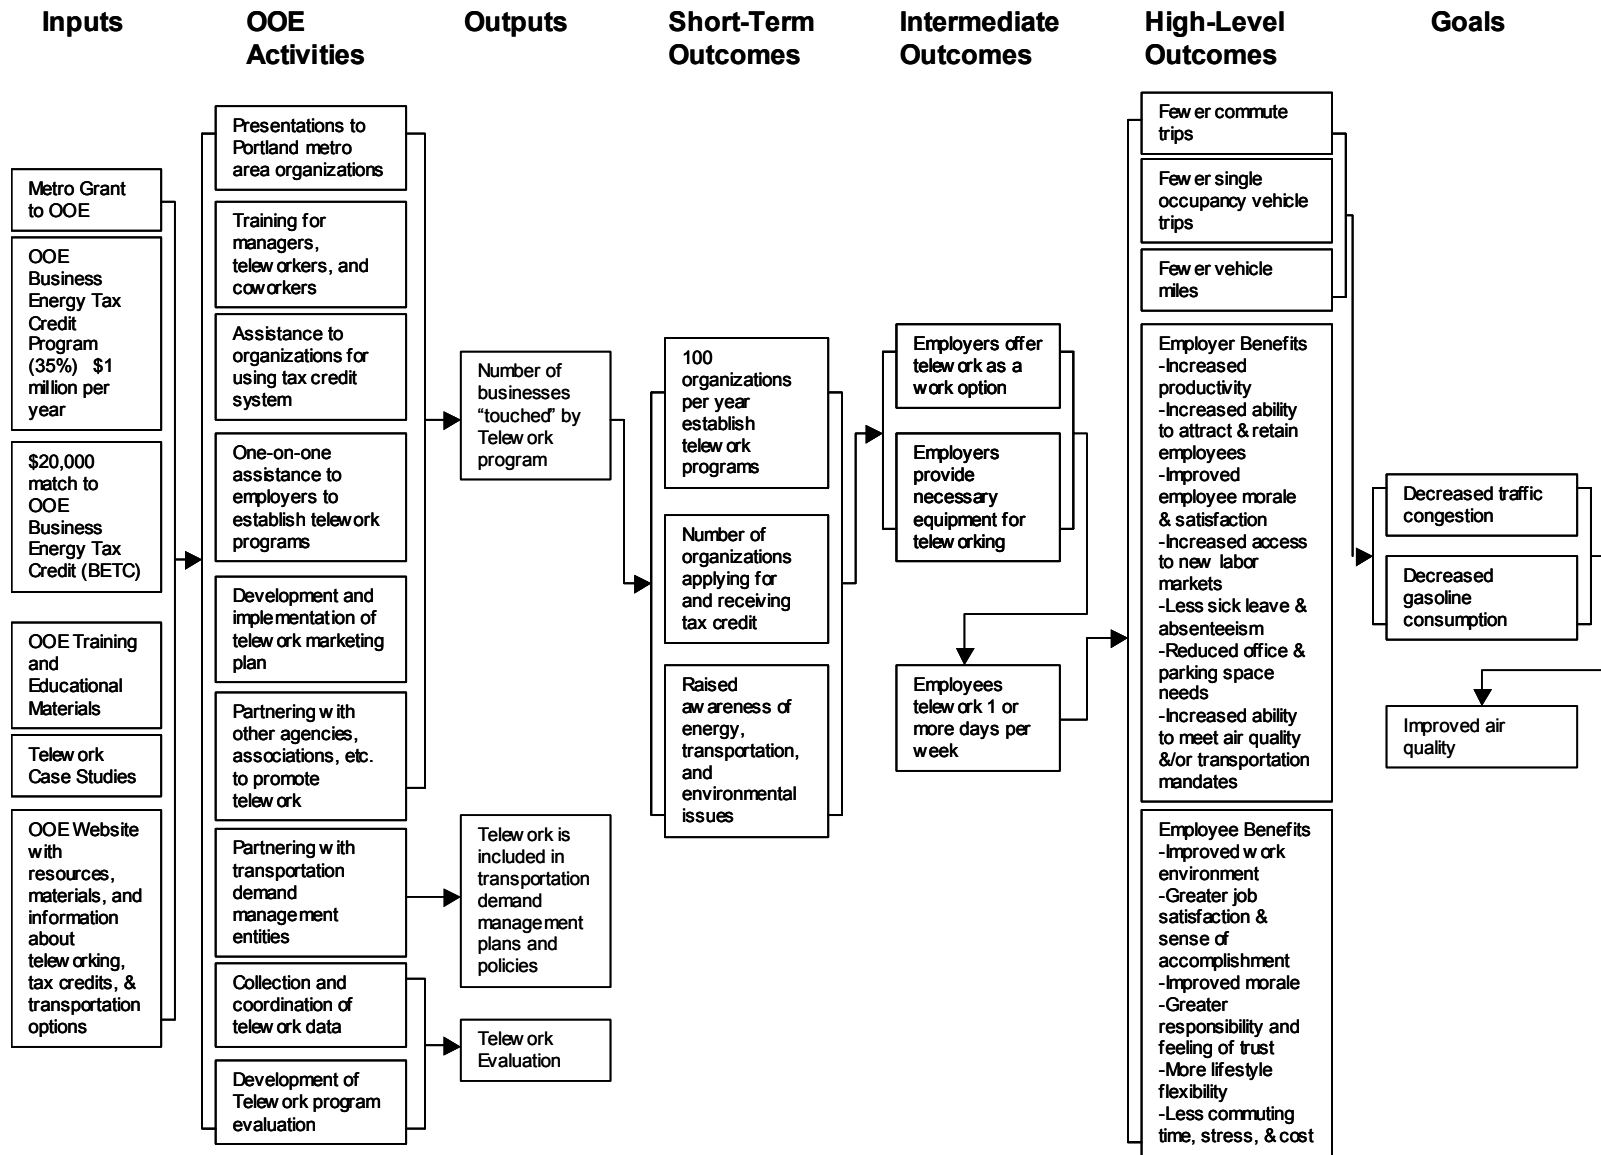 Inputs
OOE
Activities
Outputs
Short-Term
Outcomes
Intermediate
Outcomes
High-Level
Outcomes
Goals
Metro Grant
to OOE
OOE
Business
Energy Tax
Credit
Program
(35%) $1
million per
year
$20,000
match to
OOE
Business
Energy Tax
Credit (BETC)
OOE Training
and
Educational
Materials
Telework
Case Studies
OOE Website
with
resources,
materials, and
information
about
teleworking,
tax credits, &
transportation
options
Presentations to
Portland metro
area organizations
Training for
managers,
teleworkers, and
coworkers
Assistance to
organizations for
using tax credit
system
One-on-one
assistance to
employers to
establish telework
programs
Development and
implementation of
telework marketing
plan
Partnering with
other agencies,
associations, etc.
to promote
telework
Partnering with
transportation
demand
management
entities
Collection and
coordination of
telework data
Development of
Telework program
evaluation
Number of
businesses
“touched” by
Telework
program
Telework is
included in
transportation
demand
management
plans and
policies
Telework
Evaluation
100
organizations
per year
establish
telework
programs
Number of
organizations
applying for
and receiving
tax credit
Raised
awareness of
energy,
transportation,
and
environmental
issues
Employers offer
telework as a
work option
Employers
provide
necessary
equipment for
teleworking
Employees
telework 1 or
more days per
week
Fewer commute
trips
Fewer single
occupancy vehicle
trips
Fewer vehicle
miles
Employer Benefits
-Increased
productivity
-Increased ability
to attract & retain
employees
-Improved
employee morale
& satisfaction
-Increased access
to new labor
markets
-Less sick leave &
absenteeism
-Reduced office &
parking space
needs
-Increased ability
to meet air quality
&/or transportation
mandates
Employee Benefits
-Improved work
environment
-Greater job
satisfaction &
sense of
accomplishment
-Improved morale
-Greater
responsibility and
feeling of trust
-More lifestyle
flexibility
-Less commuting
time, stress, & cost
Decreased traffic
congestion
Decreased
gasoline
consumption
Improved air
quality